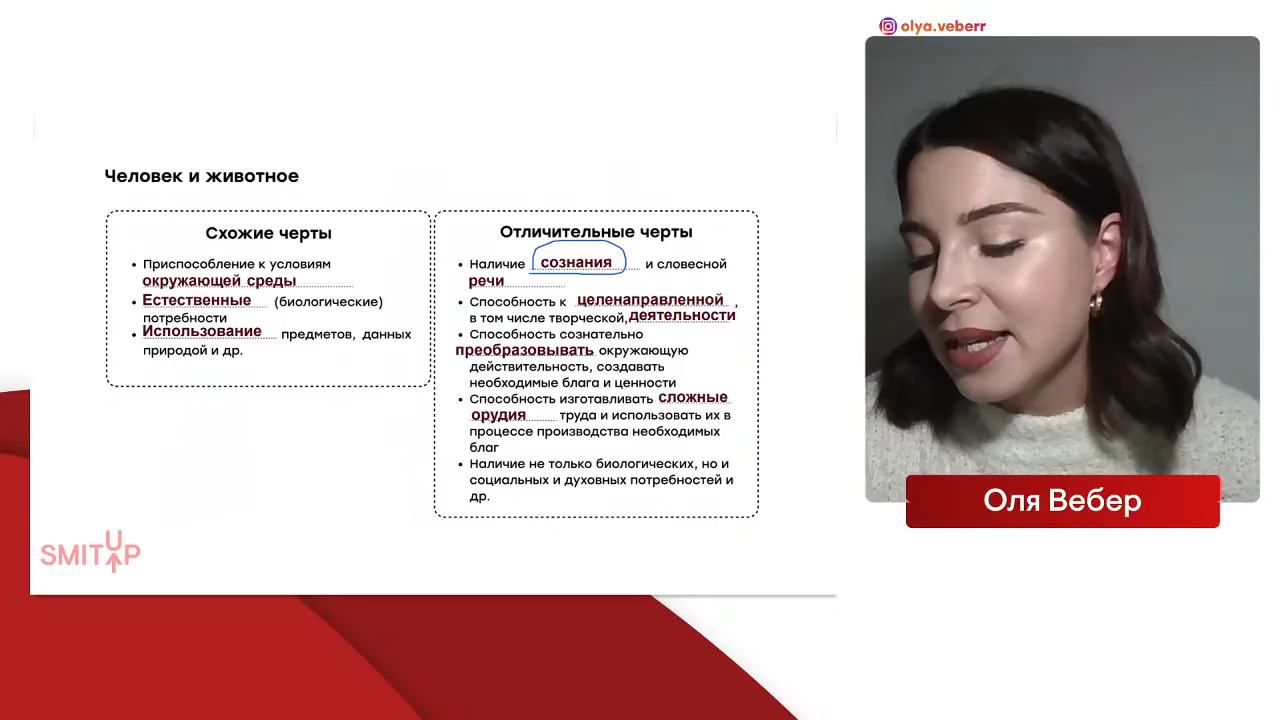 olya.veberr
Человек и животное
Схожие черты
• Приспособление к условиям
окружающей среды
• Естественные (биологические)
потребности
• Использование предметов, данных
природой и др.
Отличительные черты
• Наличие сознания и словесной
речи
• Способность к целенаправленной ,
в том числе творческой, деятельности
• Способность сознательно
преобразовывать окружающую
действительность, создавать
необходимые блага и ценности
• Способность изготавливать сложные
орудия труда и использовать их в
процессе производства необходимых
благ
• Наличие не только биологических, но и
социальных и духовных потребностей и
др.
Оля Вебер
SMITUP